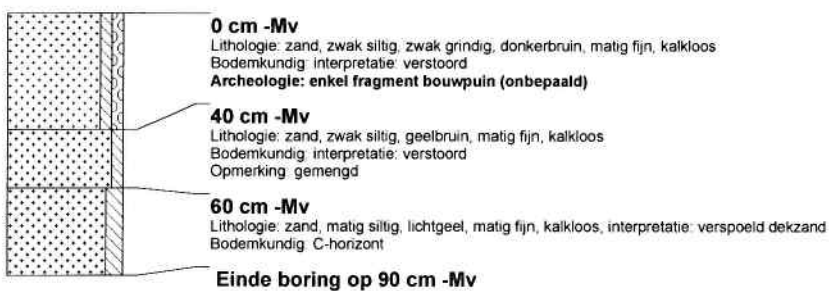 0 cm -Mv
Lithologie: zand, zwak siltig, zwak grindig, donkerbruin, matig fijn, kalkloos
Bodemkundig: interpretatie: verstoord
Archeologie: enkel fragment bouwpuin (onbepaald)
40 cm -Mv
Lithologie: zand, zwak siltig, geelbruin, matig fijn, kalkloos
Bodemkundig: interpretatie: verstoord
Opmerking: gemengd
60 cm -Mv
Lithologie: zand, matig siltig, lichtgeel, matig fijn, kalkloos, interpretatie: verspoeld dekzand
Bodemkundig: C-horizont
Einde boring op 90 cm -Mv